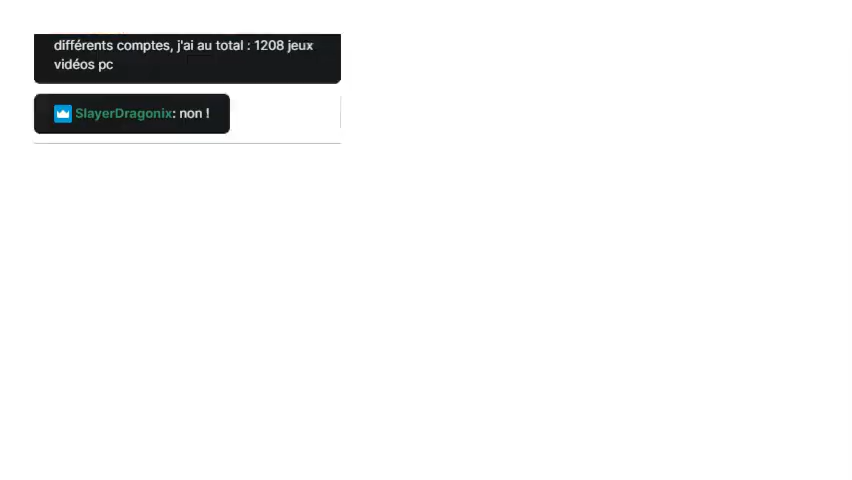 différents comptes, j'ai au total : 1208 jeux
vidéos pc
SlayerDragonix: non !